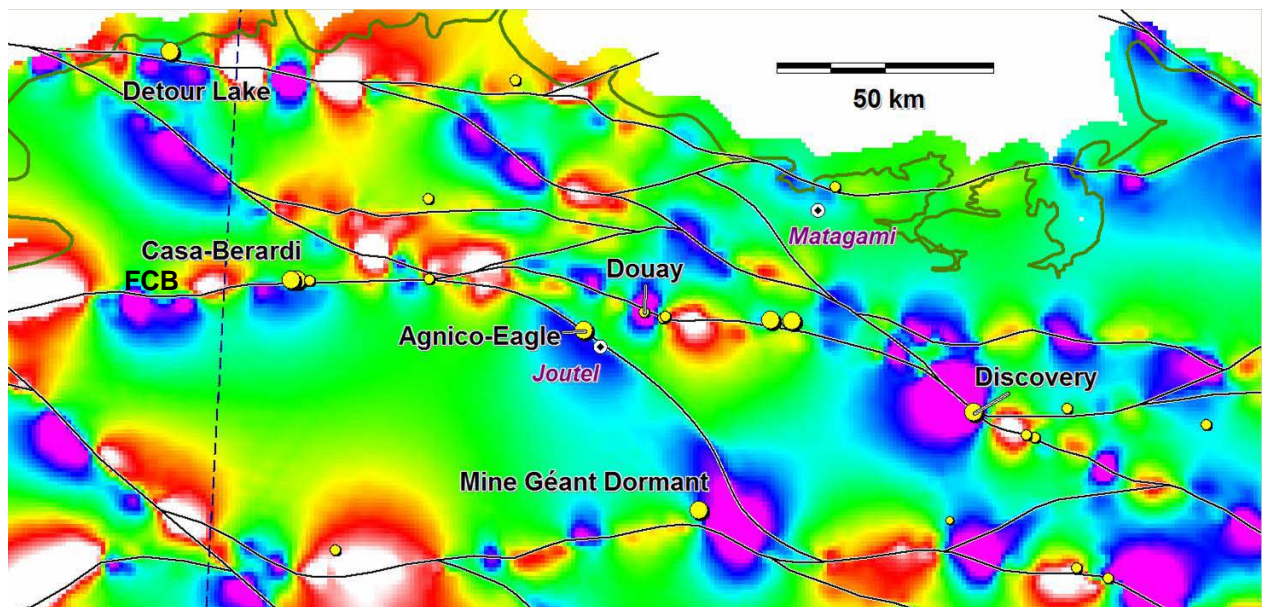 50 km
Detour Lake
Matagami
Casa-Berardi
FCB
Douay
Agnico-Eagle
Joutel
Discovery
Mine Géant Dormant